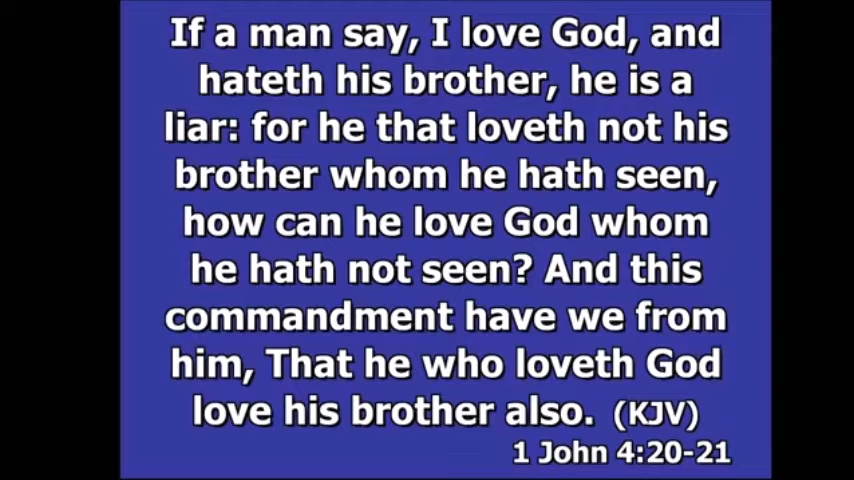 If a man say, I love God, and
hateth his brother, he is a
liar: for he that loveth not his
brother whom he hath seen,
how can he love God whom
he hath not seen? And this
commandment have we from
him, That he who loveth God
love his brother also. (KJV)
1 John 4:20-21